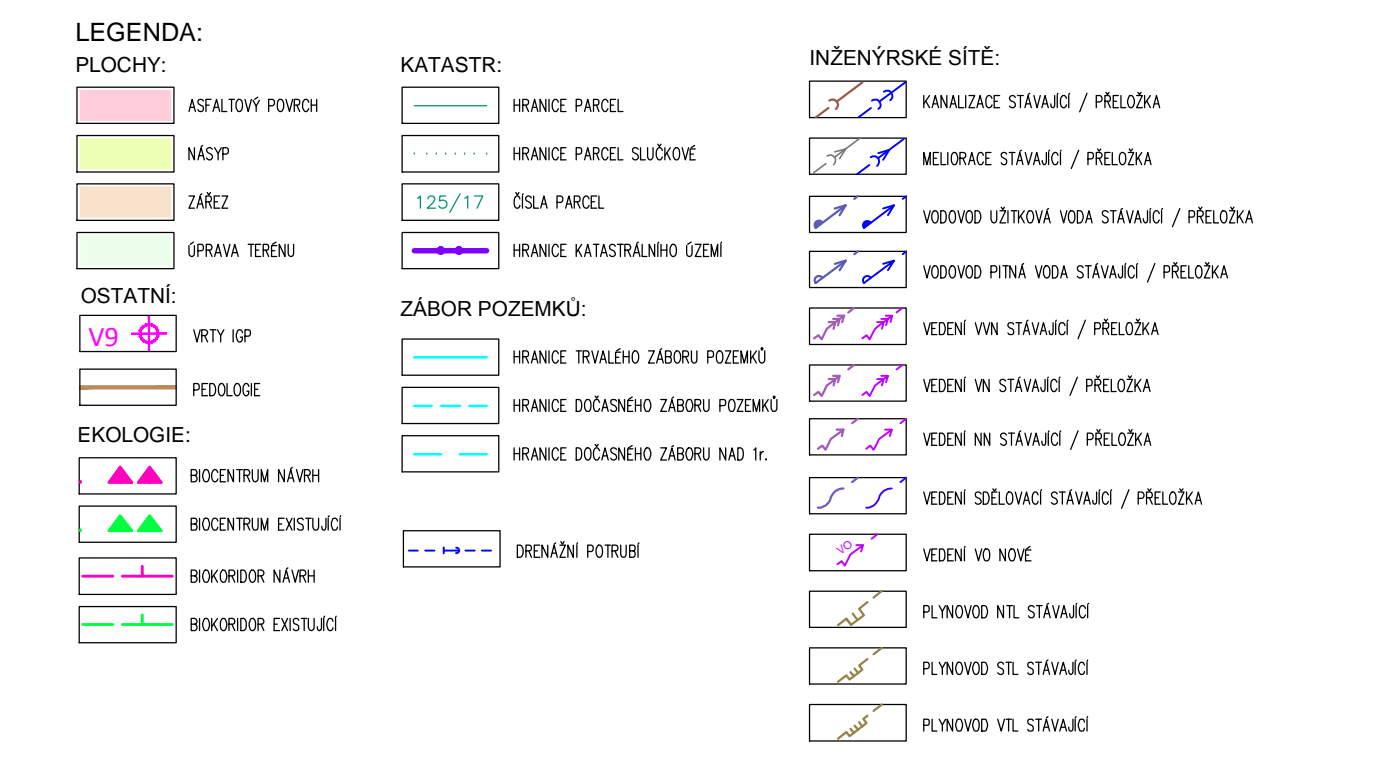 LEGENDA:
PLOCHY:
ASFALTOVÝ POVRCH
NÁSYP
ZÁŘEZ
ÚPRAVA TERÉNU
OSTATNÍ:
V9
VRTY IGP
PEDOLOGIE
EKOLOGIE:
BIOCENTRUM NÁVRH
BIOCENTRUM EXISTUJÍCÍ
BIOKORIDOR NÁVRH
BIOKORIDOR EXISTUJÍCÍ
KATASTR:
HRANICE PARCEL
HRANICE PARCEL SLUČKOVÉ
125/17
ČÍSLA PARCEL
HRANICE KATASTRÁLNÍHO ÚZEMÍ
ZÁBOR POZEMKŮ:
HRANICE TRVALÉHO ZÁBORU POZEMKŮ
HRANICE DOČASNÉHO ZÁBORU POZEMKŮ
HRANICE DOČASNÉHO ZÁBORU NAD 1r.
DRENÁŽNÍ POTRUBÍ
INŽENÝRSKÉ SÍTĚ:
KANALIZACE STÁVAJÍCÍ / PŘELOŽKA
MELIORACE STÁVAJÍCÍ / PŘELOŽKA
VODOVOD UŽITKOVÁ VODA STÁVAJÍCÍ / PŘELOŽKA
VODOVOD PITNÁ VODA STÁVAJÍCÍ / PŘELOŽKA
VEDENÍ VVN STÁVAJÍCÍ / PŘELOŽKA
VEDENÍ VN STÁVAJÍCÍ / PŘELOŽKA
VEDENÍ NN STÁVAJÍCÍ / PŘELOŽKA
VEDENÍ SDĚLOVACÍ STÁVAJÍCÍ / PŘELOŽKA
VO
VEDENÍ VO NOVÉ
PLYNOVOD NTL STÁVAJÍCÍ
PLYNOVOD STL STÁVAJÍCÍ
PLYNOVOD VTL STÁVAJÍCÍ